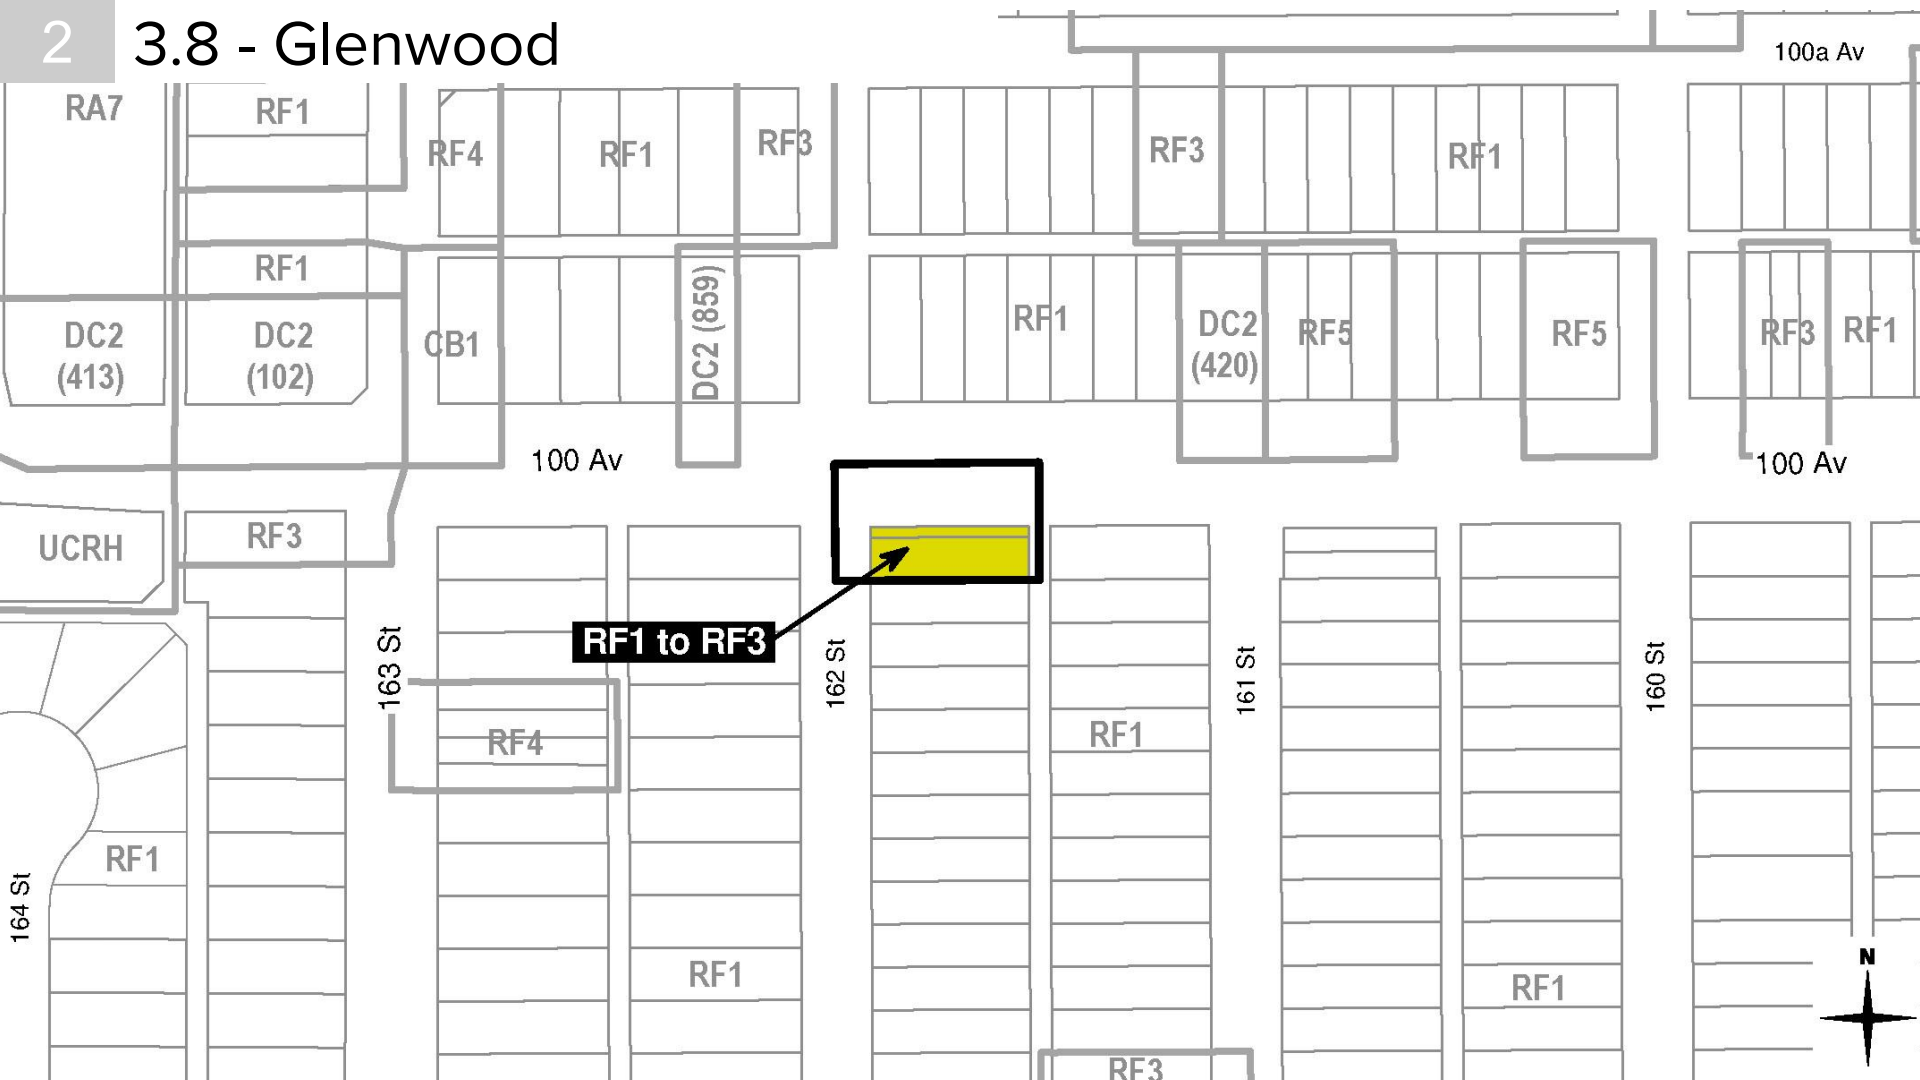 2
3.8 - Glenwood
100a Av
RA7
RF1
RF4
RF1
RF3
RF3
RF1
RF1
DC2
(413)
DC2
(102)
CB1
DC2 (859)
RF1
DC2
(420)
RF5
RF5
RF3
RF1
100 Av
100 Av
UCRH
RF3
RF1 to RF3
163 St
162 St
161 St
160 St
RF4
RF1
RF1
164 St
RF1
RF1
N
RF3